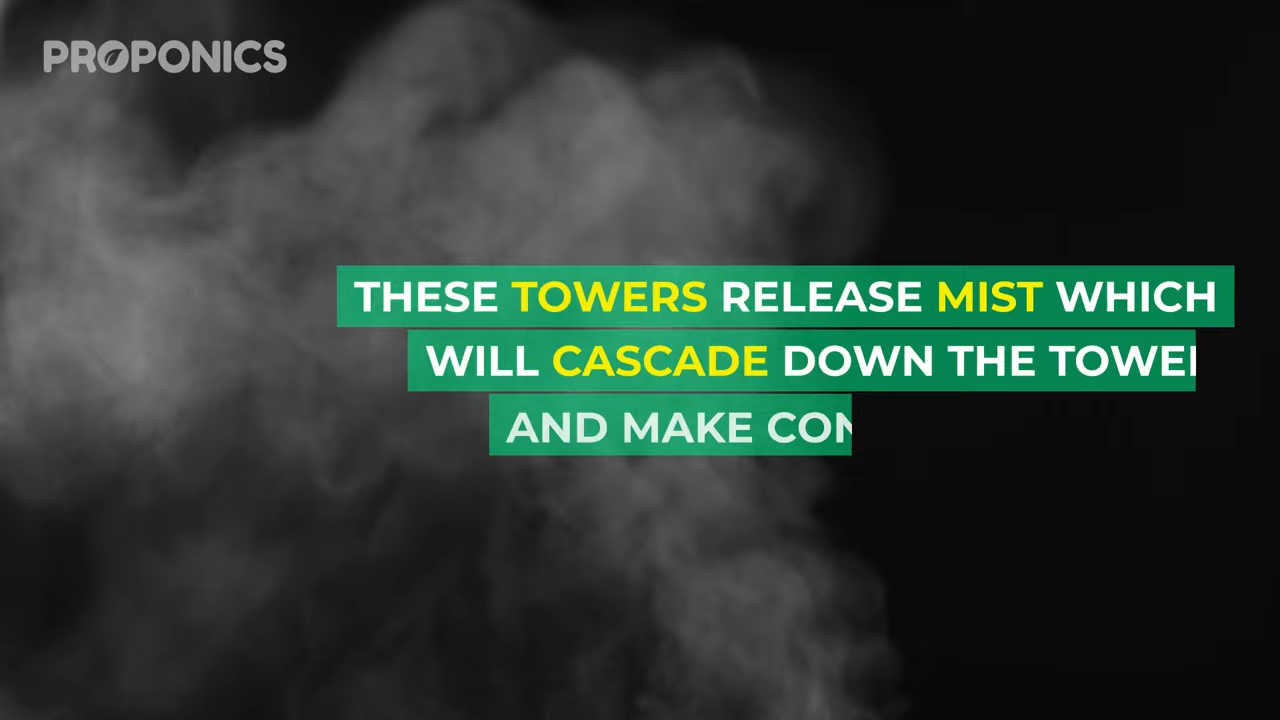 PROPONICS
THESE TOWERS RELEASE MIST WHICH
WILL CASCADE DOWN THE
AND MAKE